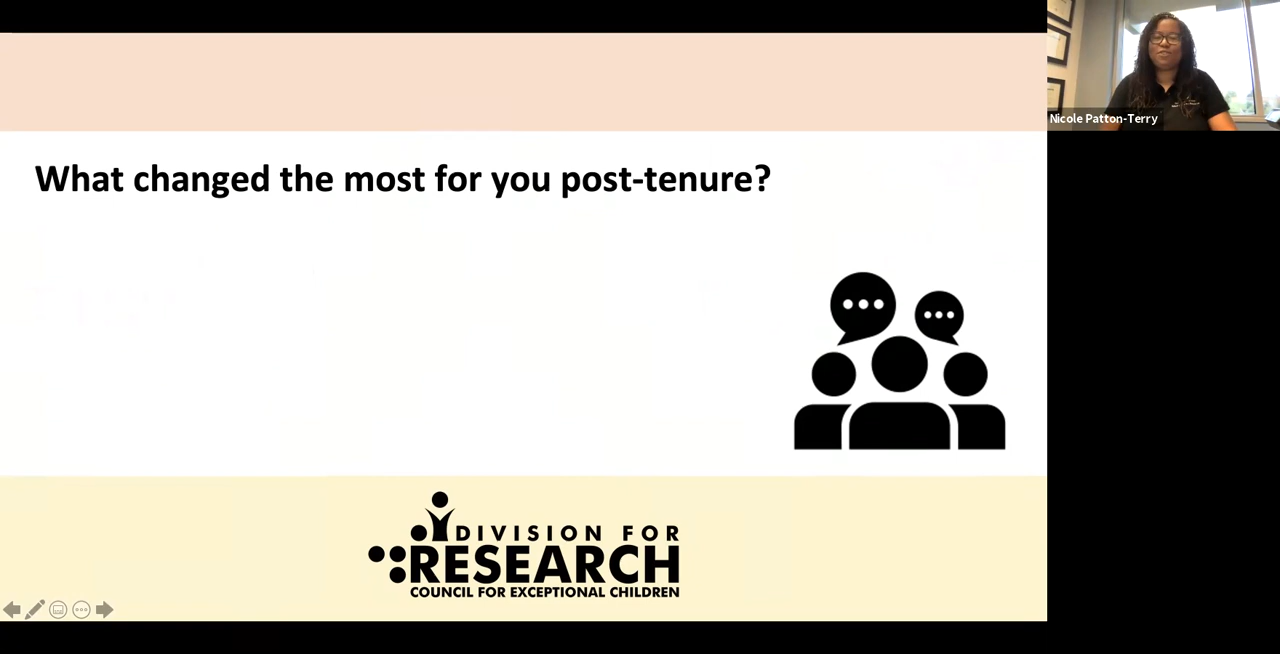 What changed the most for you post-tenure?
Nicole Patton-Terry
DIVISION FOR
RESEARCH
COUNCIL FOR EXCEPTIONAL CHILDREN